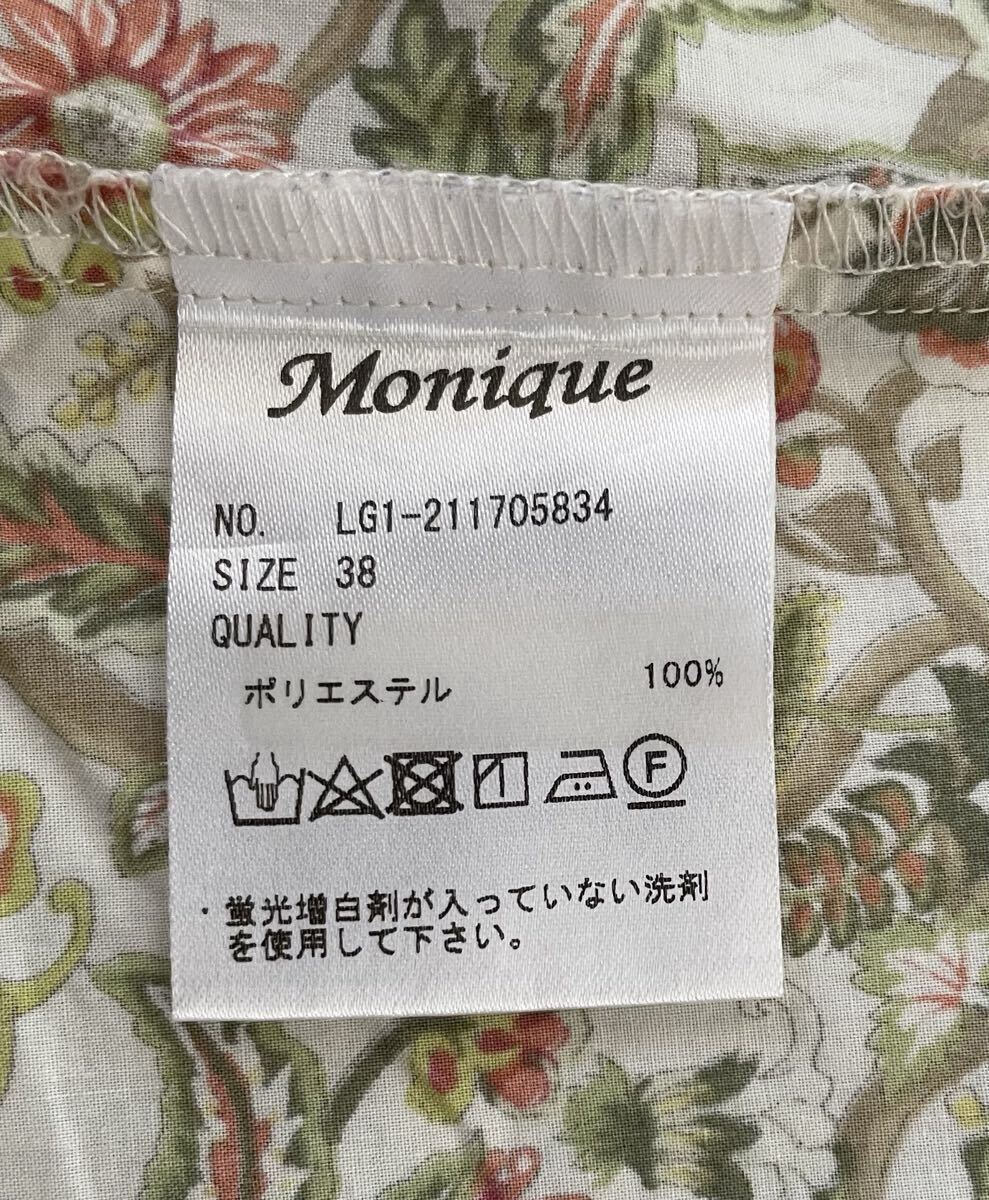 Monique
NO. LG1-211705834
SIZE 38
QUALITY
ポリエステル 100%
F
・蛍光増白剤が入っていない洗剤
を使用して下さい。